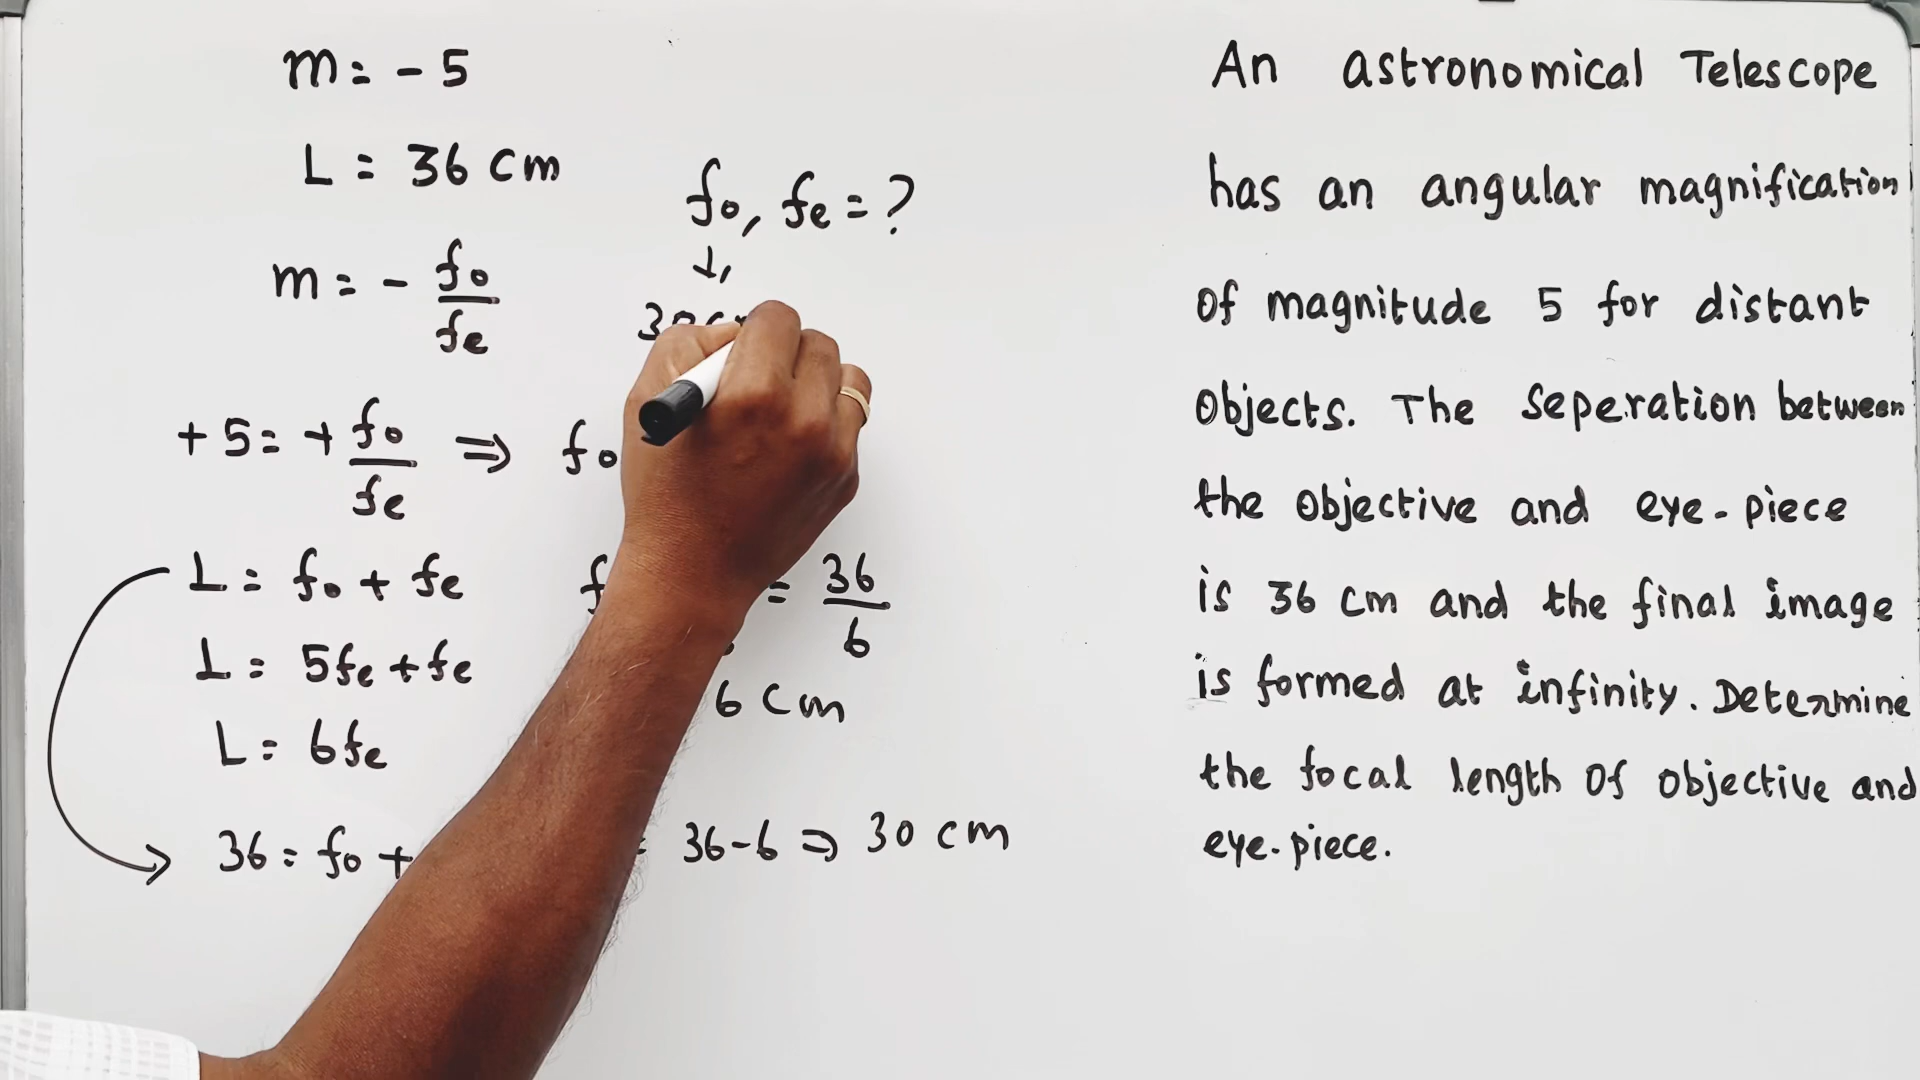 m = - 5
L = 36 cm
fo, fe = ?
↓,
m = - fo/fe
+ 5 = + fo/fe ⇒ fo
L = fo + fe
= 36/6
L = 5fe + fe
6 cm
L = 6fe
36 = fo +
= 36-6 ⇒ 30 cm
An astronomical Telescope
has an angular magnification
of magnitude 5 for distant
Objects. The Seperation between
the Objective and eye-piece
is 36 cm and the final image
is formed at infinity. Determine
the focal length Of Objective and
eye-piece.